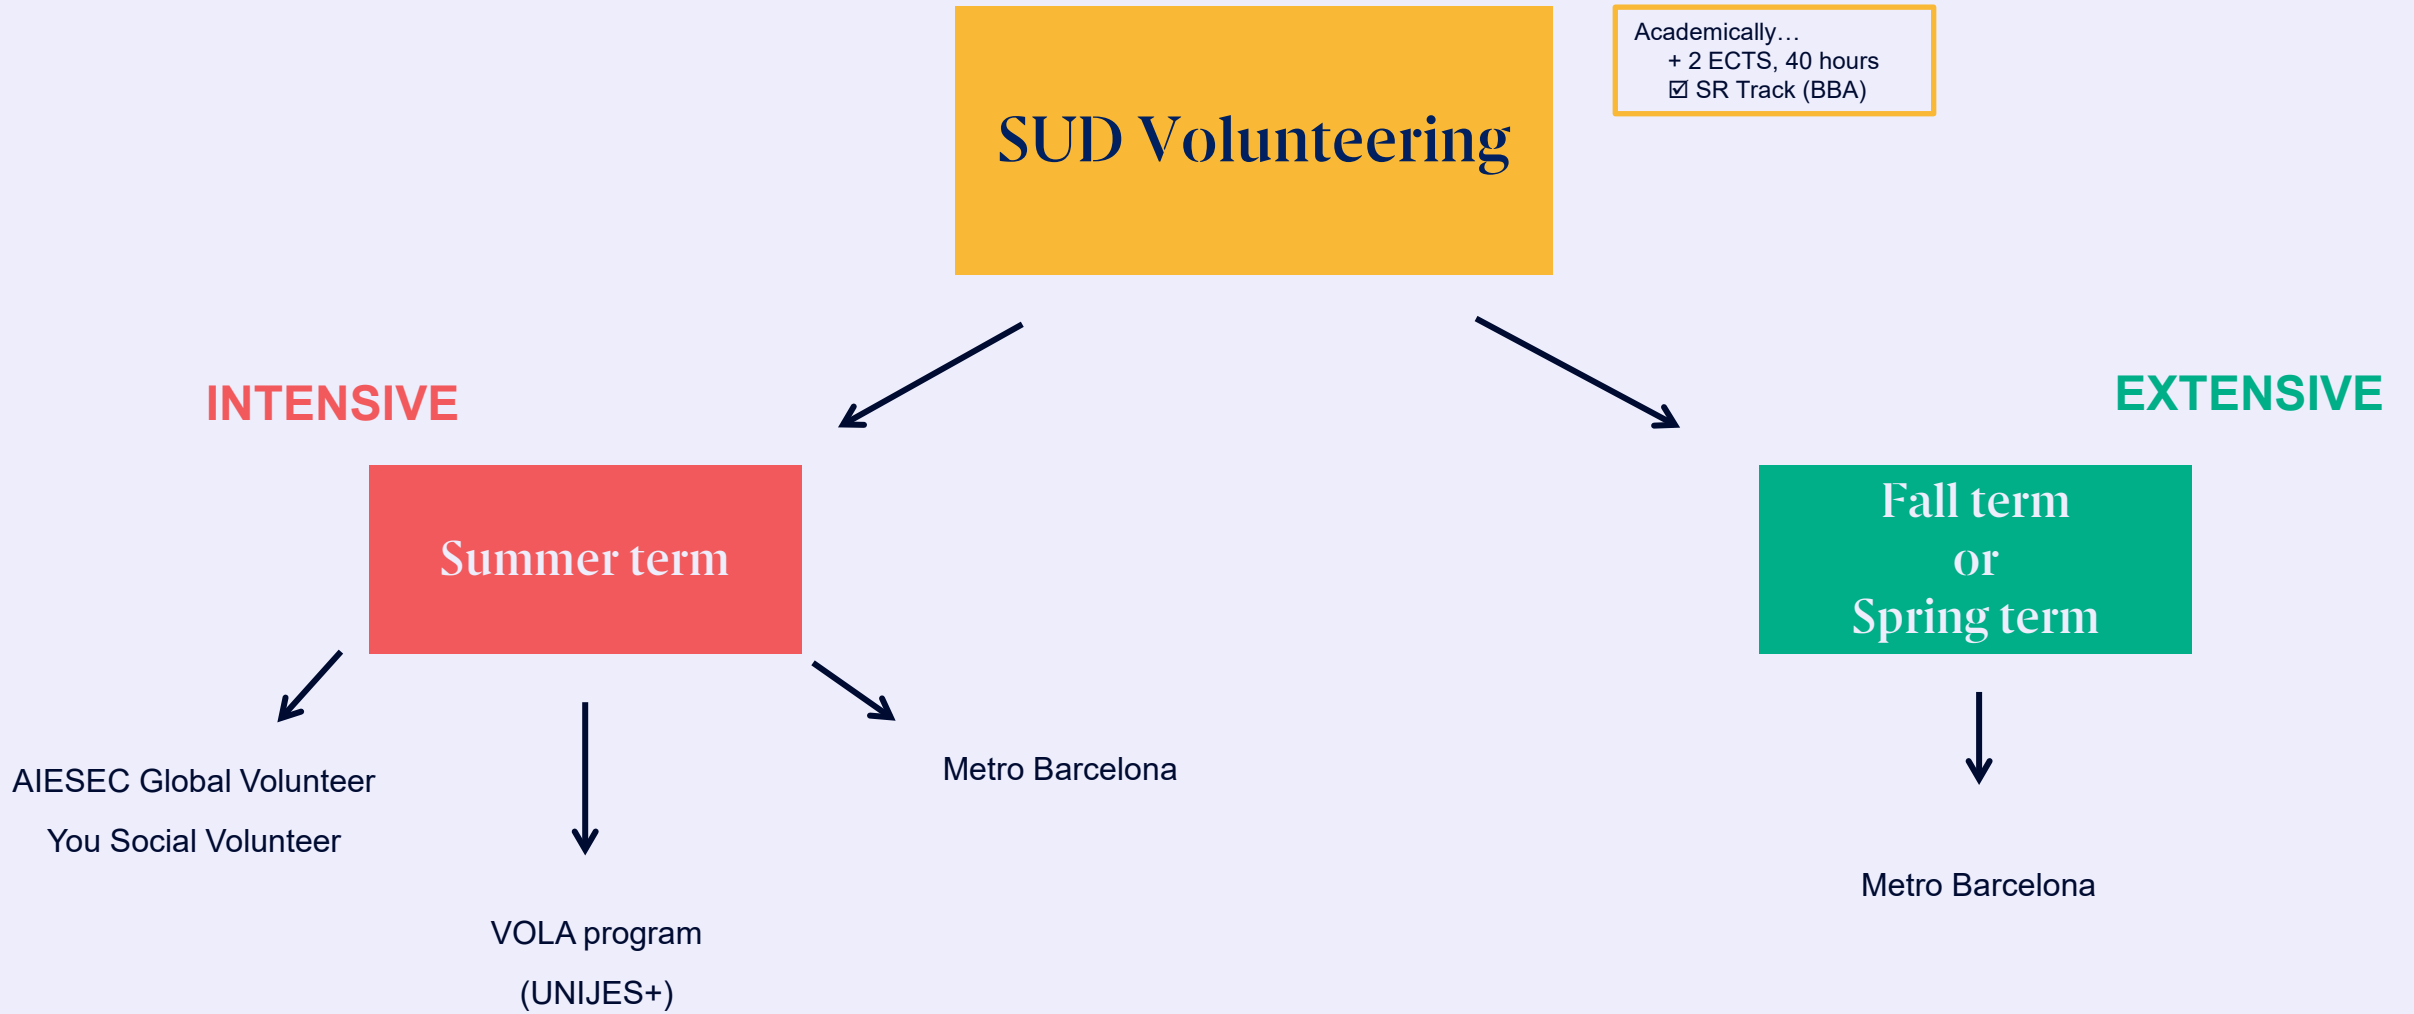 SUD Volunteering
Academically…
+ 2 ECTS, 40 hours
☑ SR Track (BBA)
INTENSIVE
EXTENSIVE
Summer term
Fall term
or
Spring term
AIESEC Global Volunteer
You Social Volunteer
VOLA program
(UNIJES+)
Metro Barcelona
Metro Barcelona